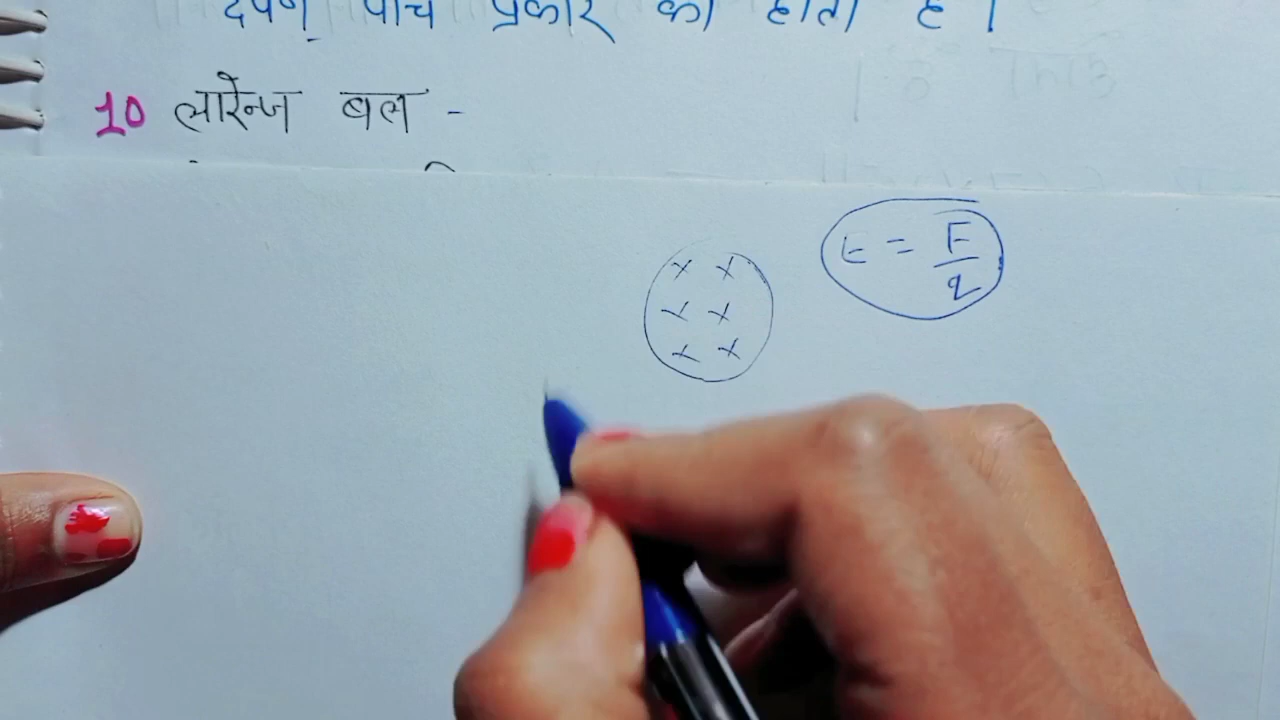 दर्पण पाँच प्रकार का होता है ।
10 लारेन्ज बल -
E = F/q
x x
x x
x x